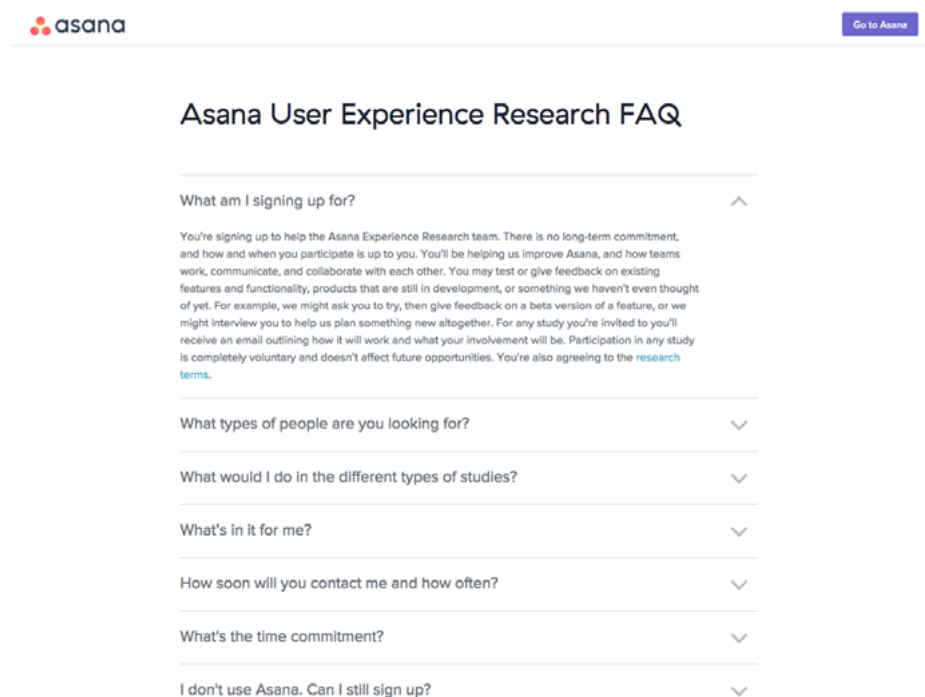 asana
Go to Asana
Asana User Experience Research FAQ
What am I signing up for?
You're signing up to help the Asana Experience Research team. There is no long-term commitment,
and how and when you participate is up to you. You'll be helping us improve Asana, and how teams
work, communicate, and collaborate with each other. You may test or give feedback on existing
features and functionality, products that are still in development, or something we haven't even thought
of yet. For example, we might ask you to try, then give feedback on a beta version of a feature, or we
might interview you to help us plan something new altogether. For any study you're invited to you'll
receive an email outlining how it will work and what your involvement will be. Participation in any study
is completely voluntary and doesn't affect future opportunities. You're also agreeing to the research
terms.
What types of people are you looking for?
What would I do in the different types of studies?
What's in it for me?
How soon will you contact me and how often?
What's the time commitment?
I don't use Asana. Can I still sign up?